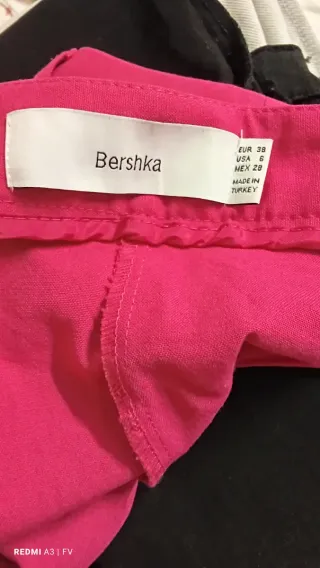 Bershka
EUR 38
USA 6
MEX 28
MADE IN
TURKEY
REDMI A3 | FV